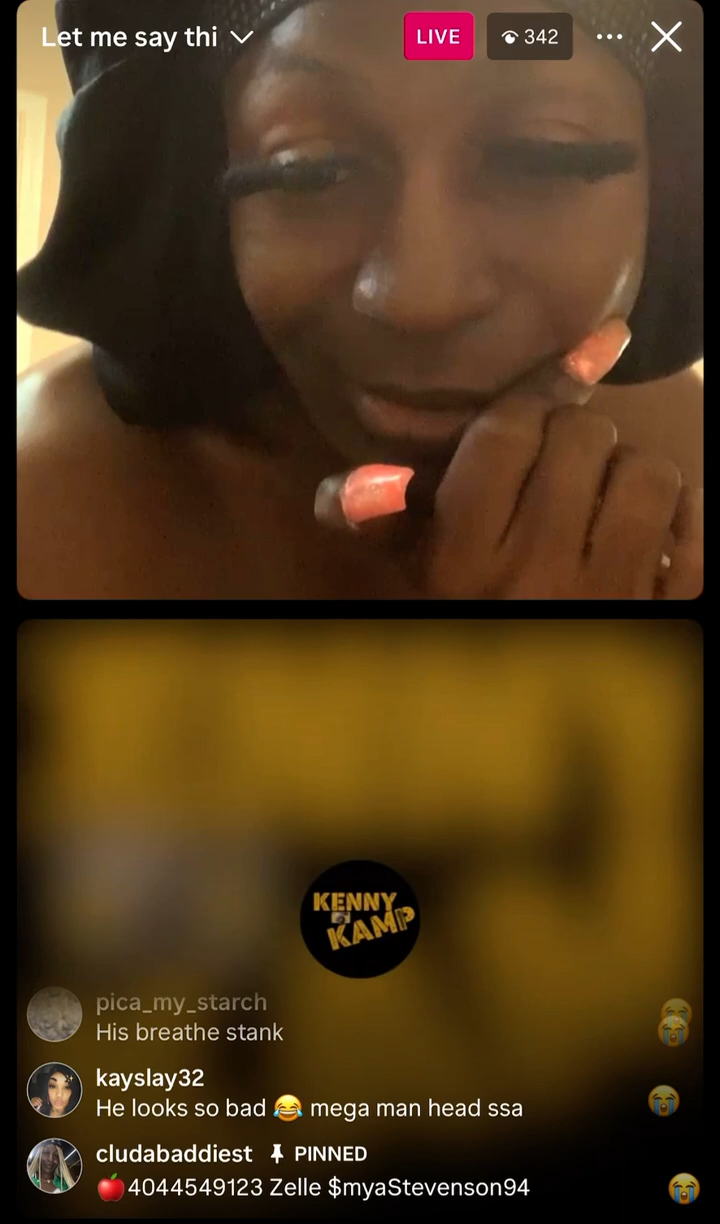 Let me say thi
LIVE
342
KENNY
KAMP
pica_my_starch
His breathe stank
kayslay32
He looks so bad 😂 mega man head ssa
cludabaddiest PINNED
🍎4044549123 Zelle $myaStevenson94